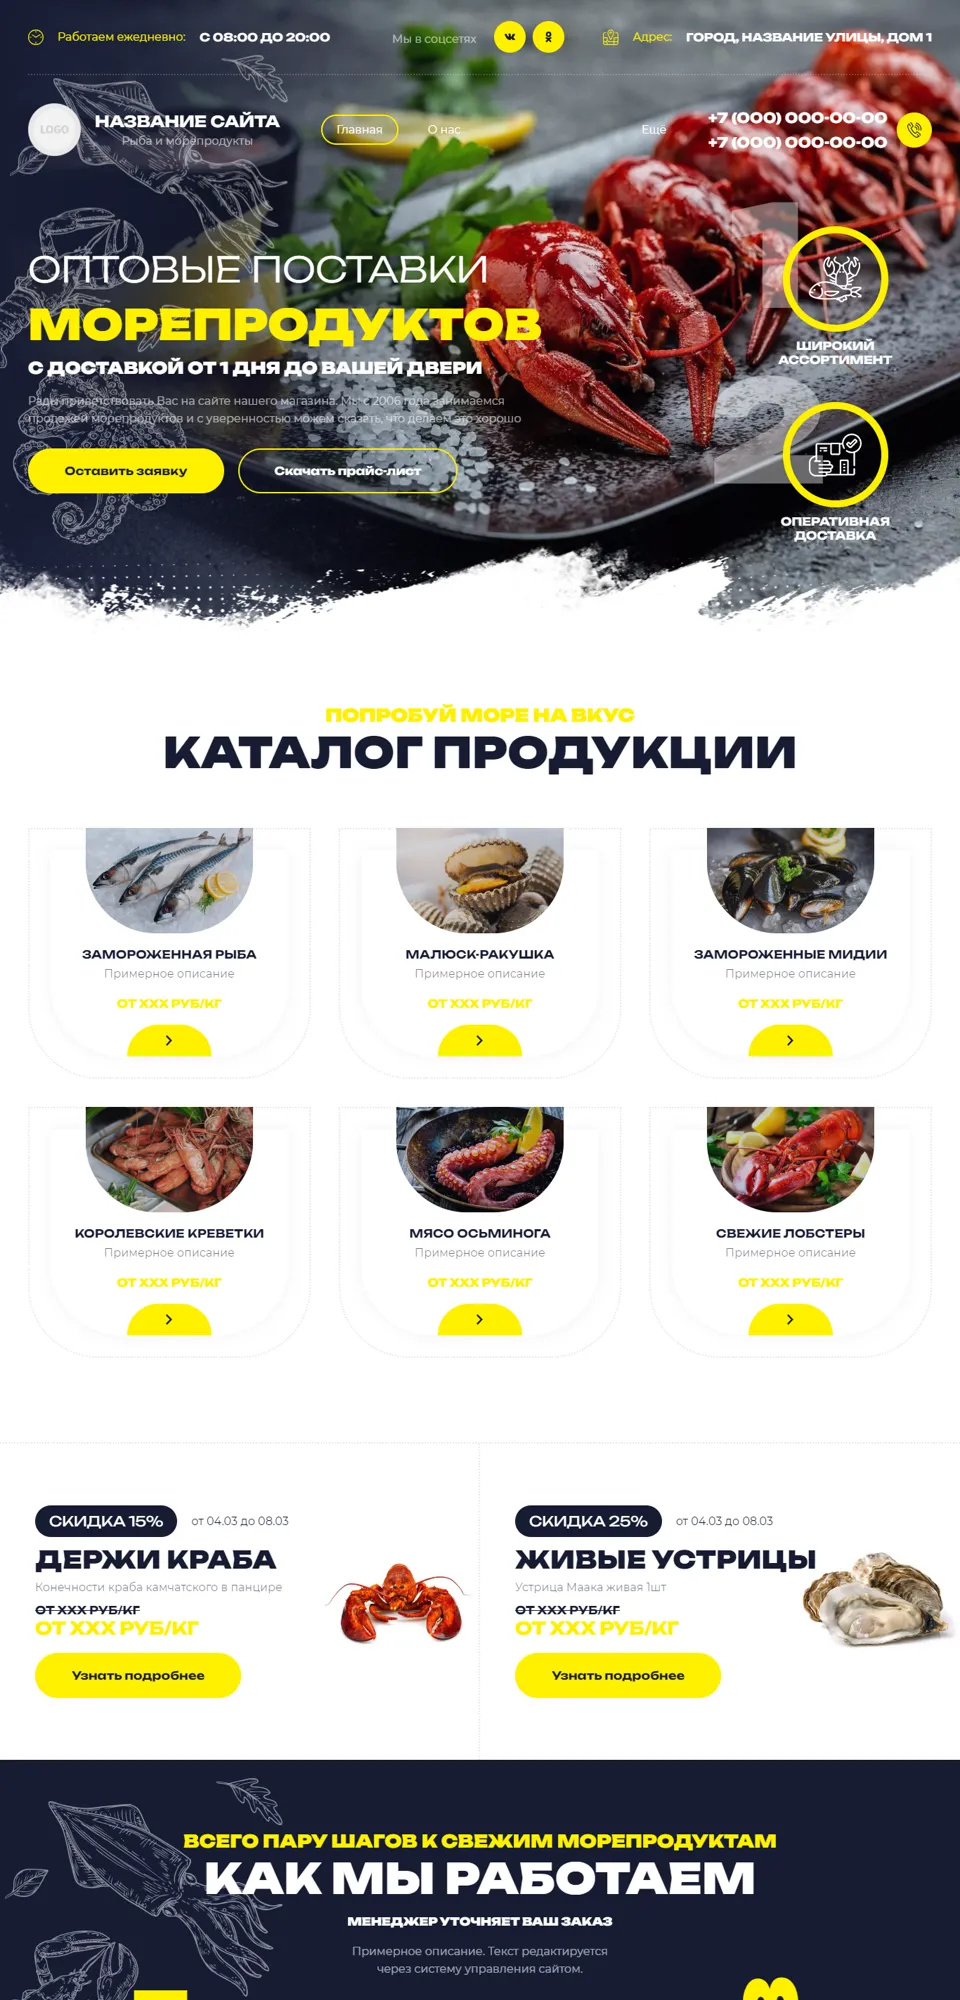 Работаем ежедневно: С 08:00 ДО 20:00
Мы в соцсетях
Адрес: ГОРОД, НАЗВАНИЕ УЛИЦЫ, ДОМ 1
LOGO
НАЗВАНИЕ САЙТА
Рыба и морепродукты
Главная
О нас
Ещё
+7 (000) 000-00-00
+7 (000) 000-00-00
ОПТОВЫЕ ПОСТАВКИ
МОРЕПРОДУКТОВ
С ДОСТАВКОЙ ОТ 1 ДНЯ ДО ВАШЕЙ ДВЕРИ
Рады приветствовать Вас на сайте нашего магазина. Мы с 2006 года занимаемся
продажей морепродуктов и с уверенностью можем сказать, что делаем это хорошо
Оставить заявку
Скачать прайс-лист
1
ШИРОКИЙ
АССОРТИМЕНТ
2
ОПЕРАТИВНАЯ
ДОСТАВКА
ПОПРОБУЙ МОРЕ НА ВКУС
КАТАЛОГ ПРОДУКЦИИ
ЗАМОРОЖЕННАЯ РЫБА
Примерное описание
ОТ XXX РУБ/КГ
МАЛЮСК-РАКУШКА
Примерное описание
ОТ XXX РУБ/КГ
ЗАМОРОЖЕННЫЕ МИДИИ
Примерное описание
ОТ XXX РУБ/КГ
КОРОЛЕВСКИЕ КРЕВЕТКИ
Примерное описание
ОТ XXX РУБ/КГ
МЯСО ОСЬМИНОГА
Примерное описание
ОТ XXX РУБ/КГ
СВЕЖИЕ ЛОБСТЕРЫ
Примерное описание
ОТ XXX РУБ/КГ
СКИДКА 15%
от 04.03 до 08.03
ДЕРЖИ КРАБА
Конечности краба камчатского в панцире
ОТ XXX РУБ/КГ
ОТ XXX РУБ/КГ
Узнать подробнее
СКИДКА 25%
от 04.03 до 08.03
ЖИВЫЕ УСТРИЦЫ
Устрица Маака живая 1шт
ОТ XXX РУБ/КГ
ОТ XXX РУБ/КГ
Узнать подробнее
ВСЕГО ПАРУ ШАГОВ К СВЕЖИМ МОРЕПРОДУКТАМ
КАК МЫ РАБОТАЕМ
МЕНЕДЖЕР УТОЧНЯЕТ ВАШ ЗАКАЗ
Примерное описание. Текст редактируется
через систему управления сайтом.